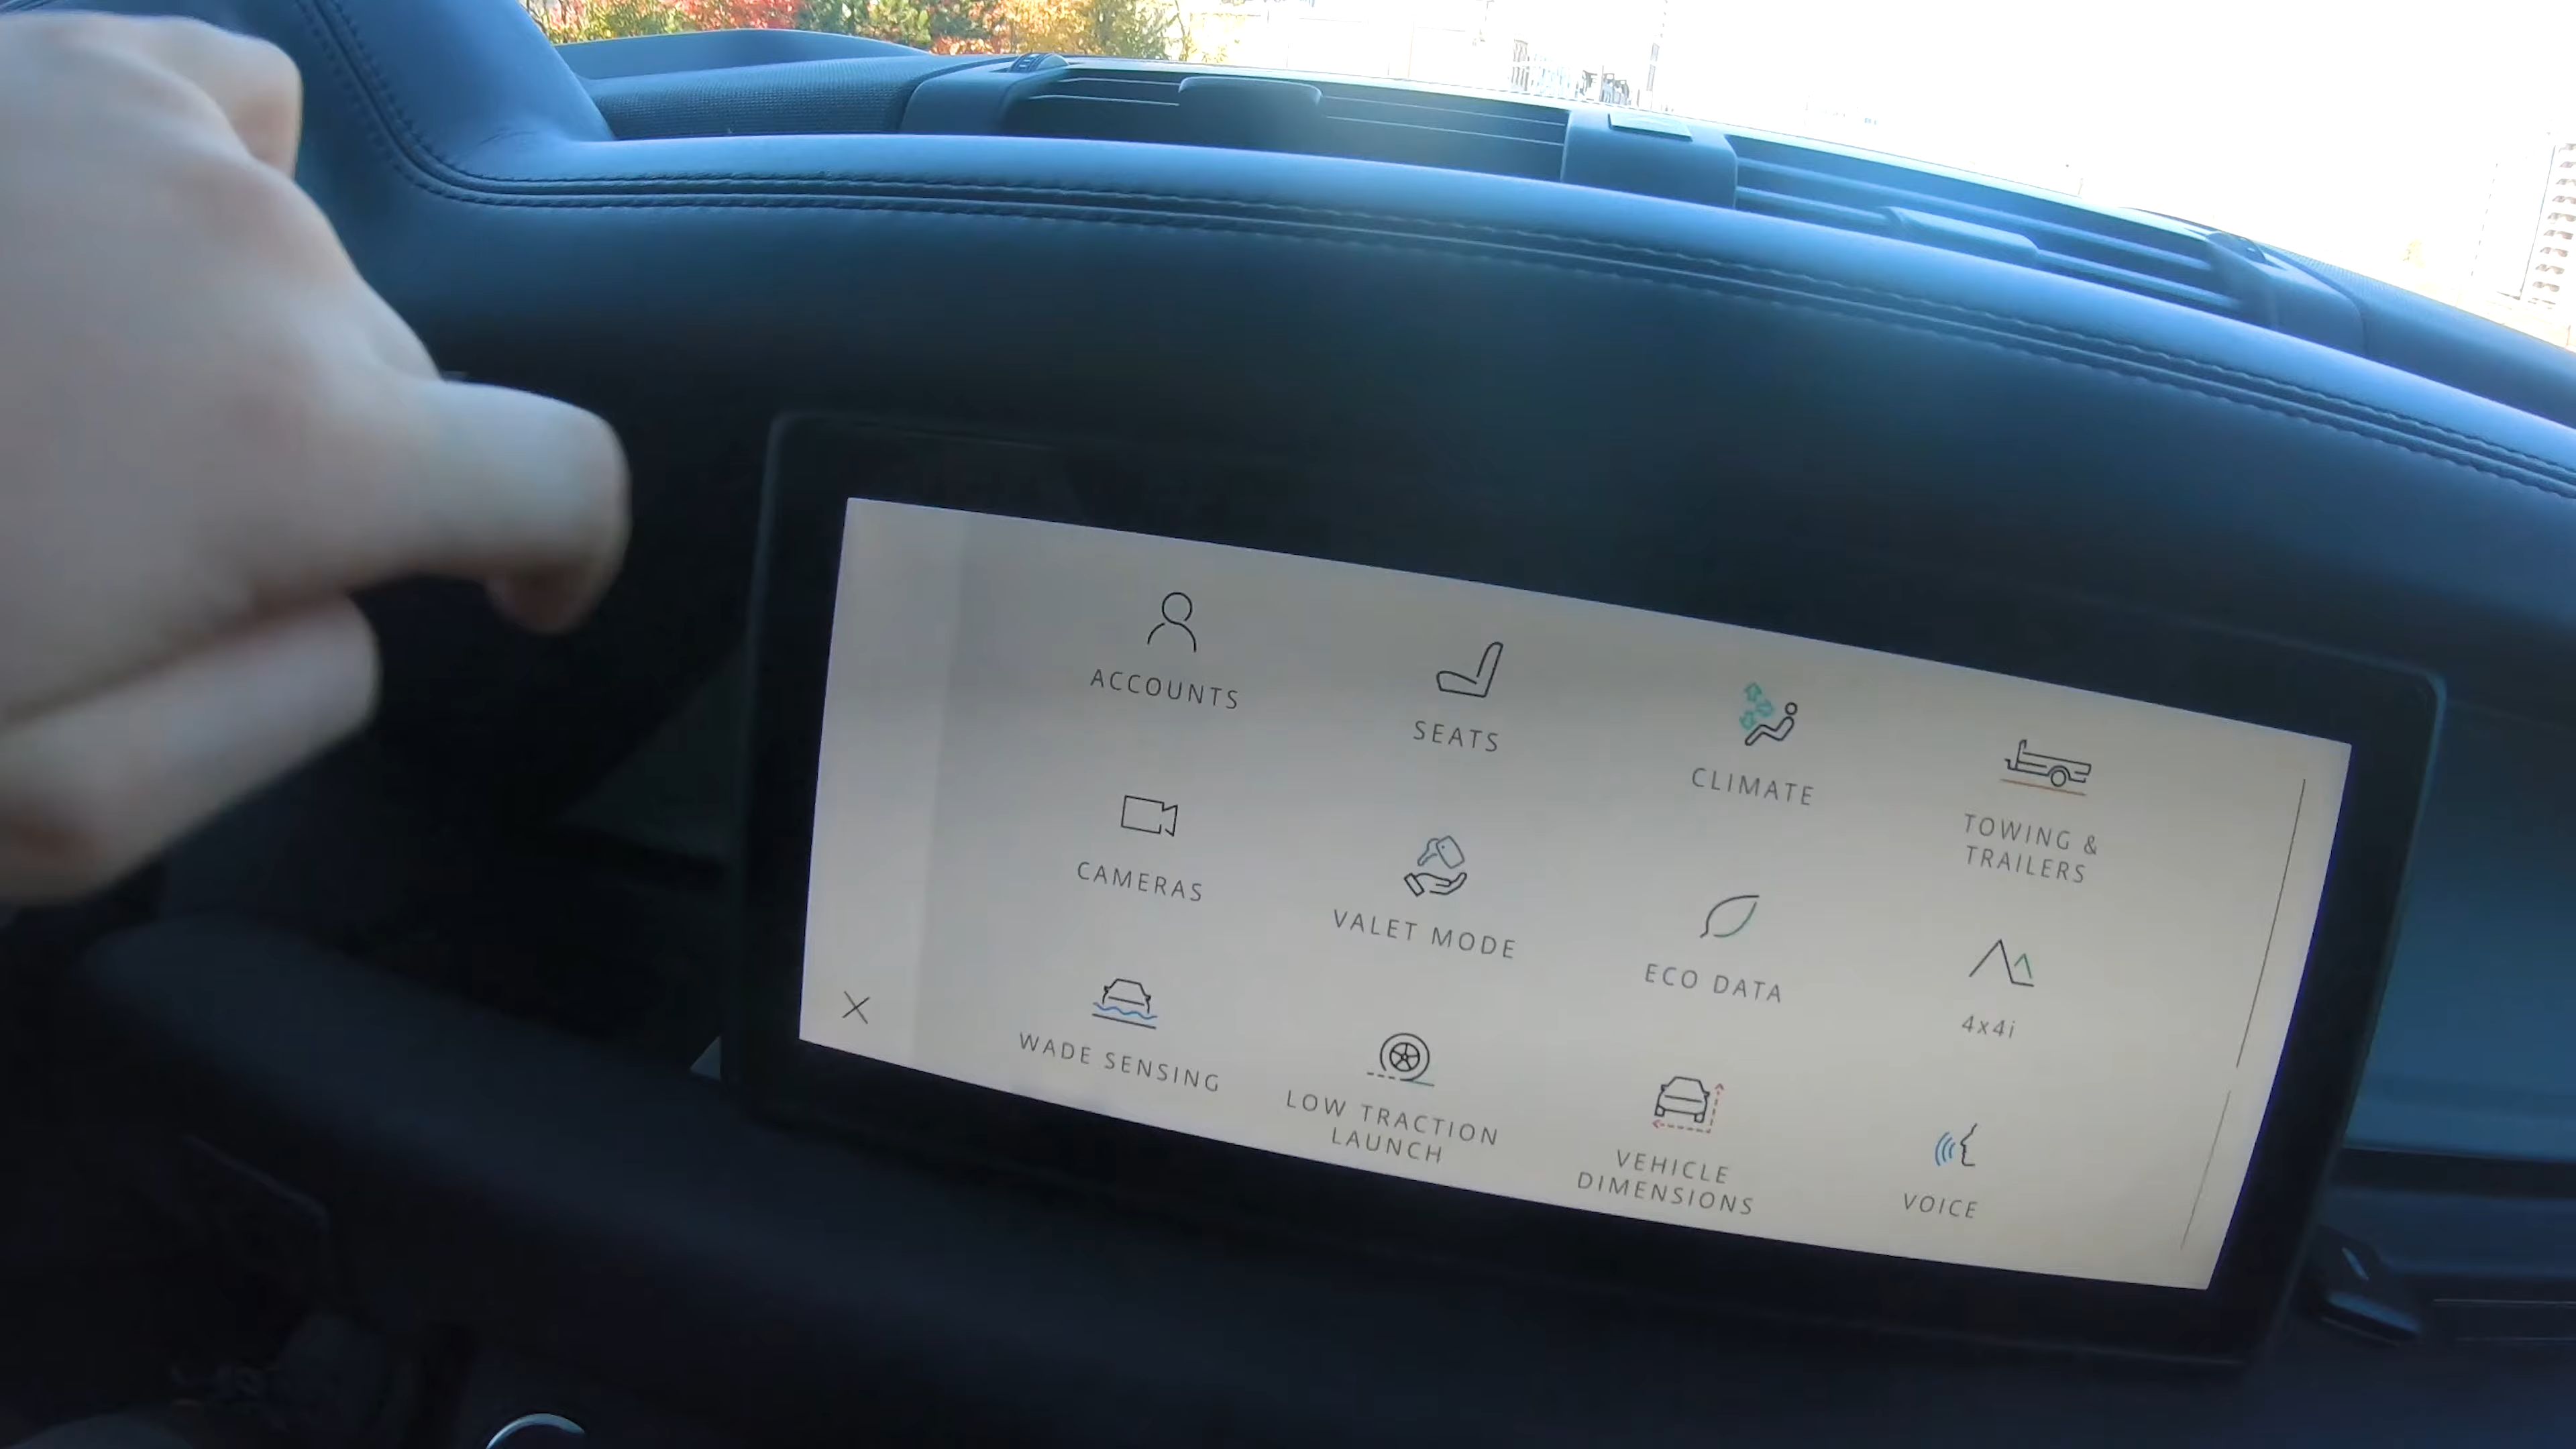 ACCOUNTS
SEATS
CLIMATE
TOWING &
TRAILERS
CAMERAS
VALET MODE
ECO DATA
4x4i
WADE SENSING
LOW TRACTION
LAUNCH
VEHICLE
DIMENSIONS
VOICE